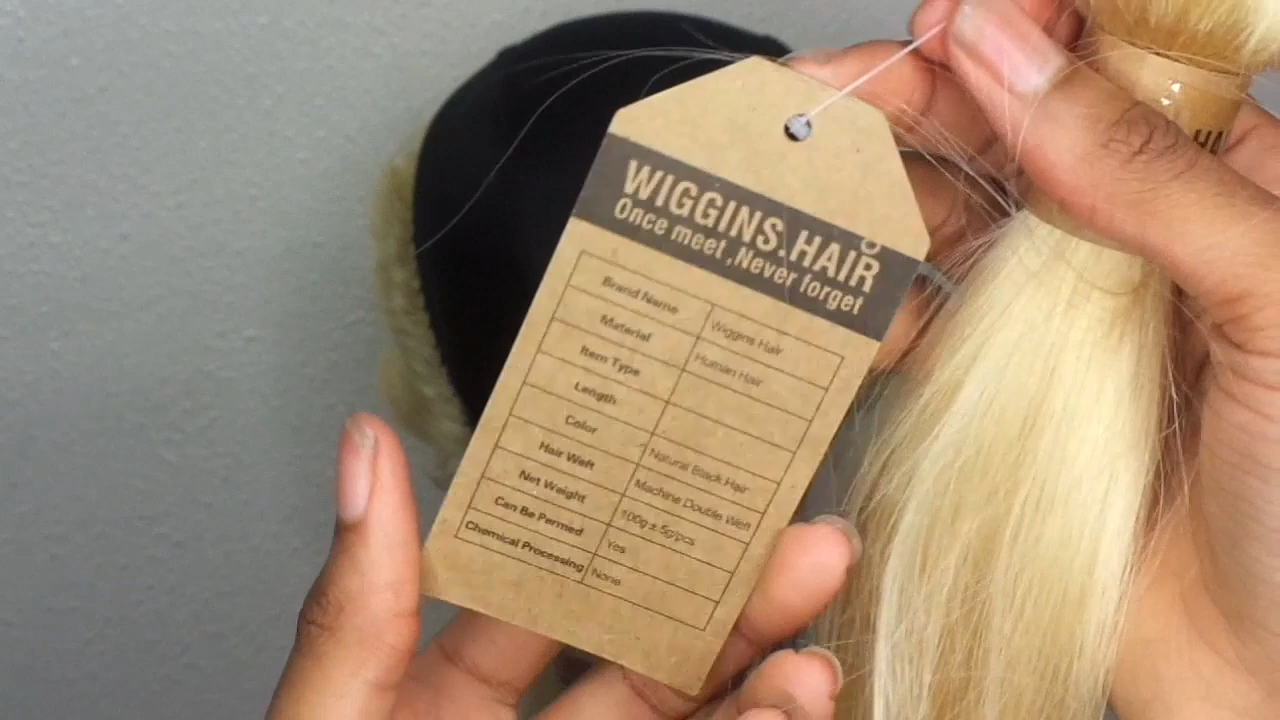 WIGGINS.HAIR
Once meet,Never forget
Brand Name Wiggins Hair
Material Human Hair
Item Type
Length
Color Natural Black Hair
Hair Weft Machine Double Weft
Net Weight 100g±5g/pcs
Can Be Permed Yes
Chemical Processing None
HA